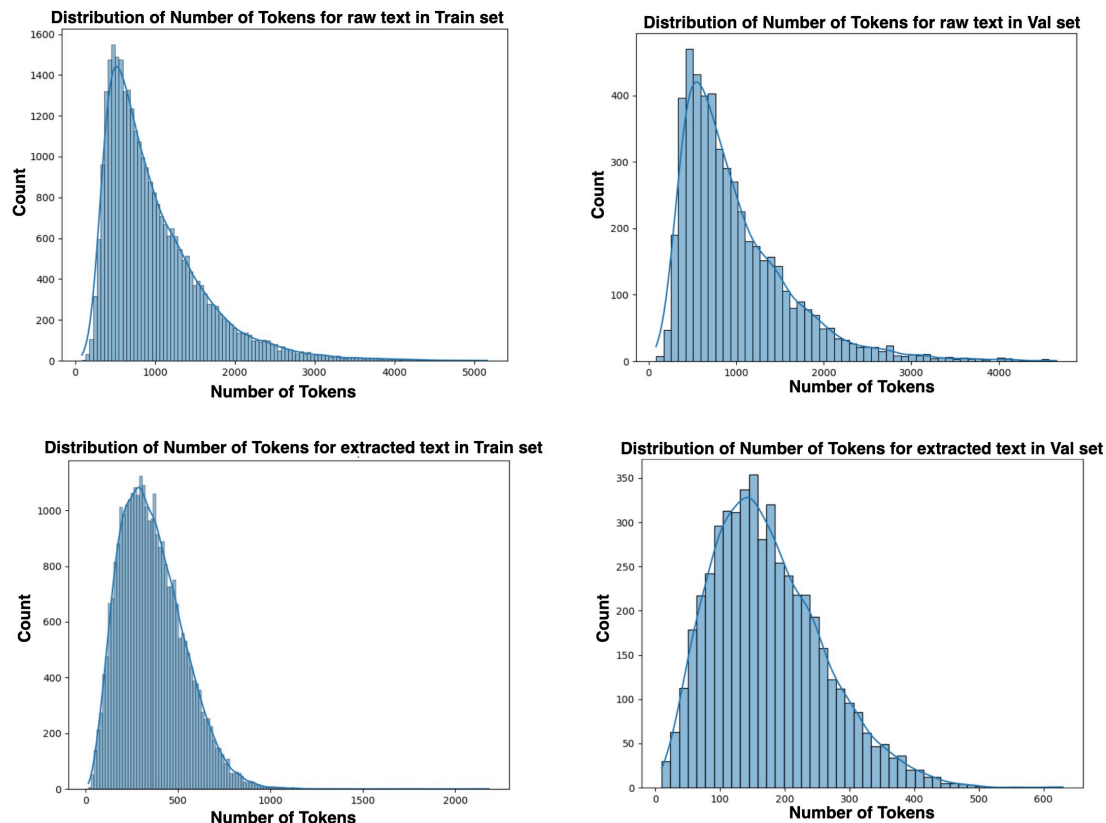 Distribution of Number of Tokens for raw text in Train set
1600
1400
1200
1000
800
600
400
200
0
Count
0 1000 2000 3000 4000 5000
Number of Tokens
Distribution of Number of Tokens for raw text in Val set
400
300
200
100
0
Count
0 1000 2000 3000 4000
Number of Tokens
Distribution of Number of Tokens for extracted text in Train set
1000
800
600
400
200
0
Count
0 500 1000 1500 2000
Number of Tokens
Distribution of Number of Tokens for extracted text in Val set
350
300
250
200
150
100
50
0
Count
0 100 200 300 400 500 600
Number of Tokens